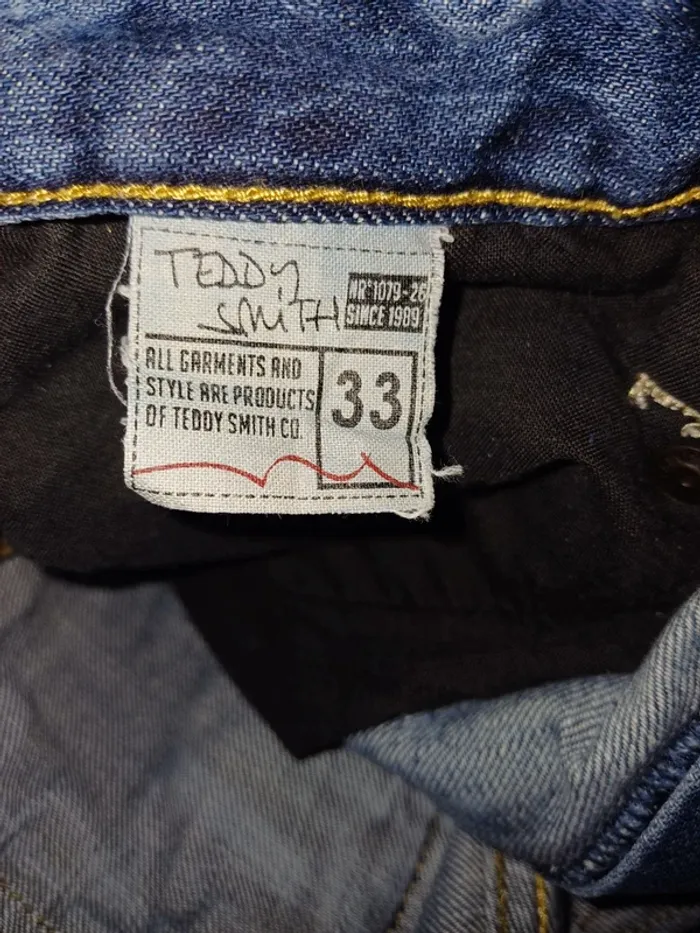 TEDDY
SMITH
NR°1079-26
SINCE 1989
ALL GARMENTS AND
STYLE ARE PRODUCTS
OF TEDDY SMITH CO.
33